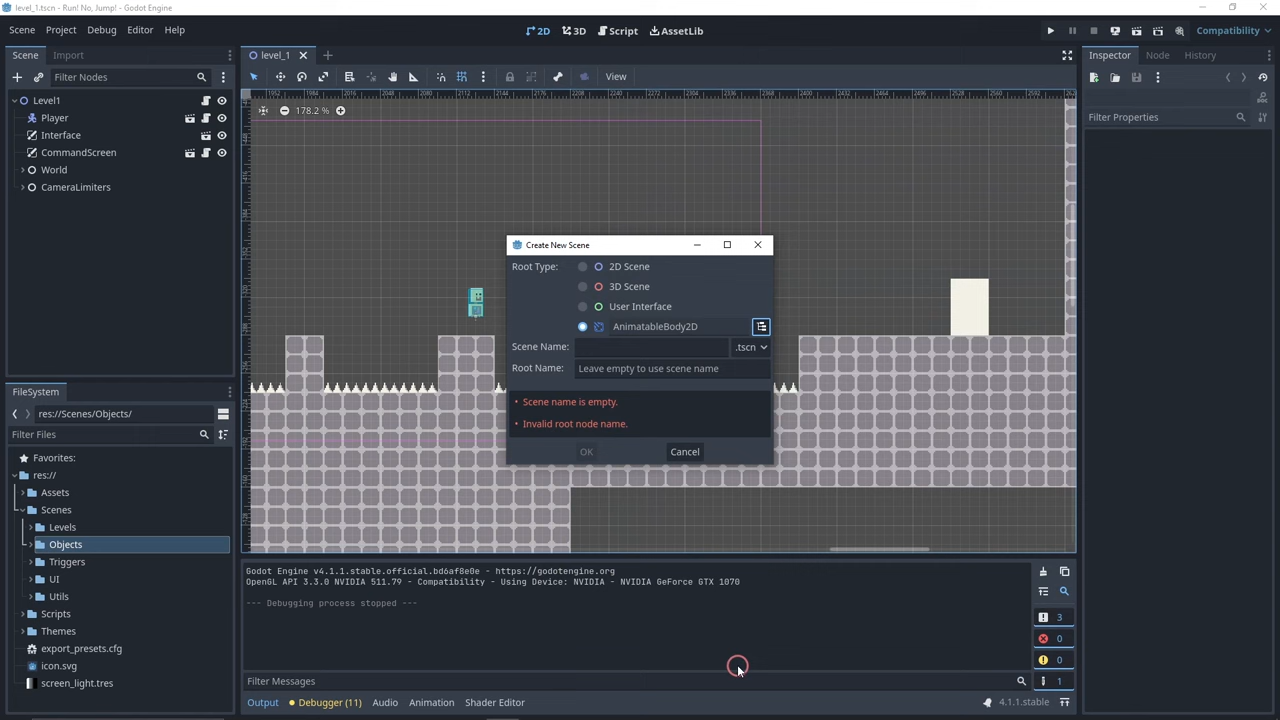 level_1.tscn - Run! No, Jump! - Godot Engine
Scene Project Debug Editor Help
2D 3D Script AssetLib
Compatibility
Scene Import
level_1
Inspector Node History
Filter Nodes
View
Level1
178.2 %
Player
Filter Properties
Interface
CommandScreen
World
CameraLimiters
Create New Scene
Root Type:
2D Scene
3D Scene
User Interface
AnimatableBody2D
Scene Name:
.tscn
Root Name:
Leave empty to use scene name
• Scene name is empty.
• Invalid root node name.
OK Cancel
FileSystem
res://Scenes/Objects/
Filter Files
Favorites:
res://
Assets
Scenes
Levels
Objects
Triggers
UI
Utils
Scripts
Themes
export_presets.cfg
icon.svg
screen_light.tres
Godot Engine v4.1.1.stable.official.bd6af8e0e - https://godotengine.org
OpenGL API 3.3.0 NVIDIA 511.79 - Compatibility - Using Device: NVIDIA - NVIDIA GeForce GTX 1070
--- Debugging process stopped ---
3
0
0
1
Filter Messages
Output Debugger (11) Audio Animation Shader Editor
4.1.1.stable